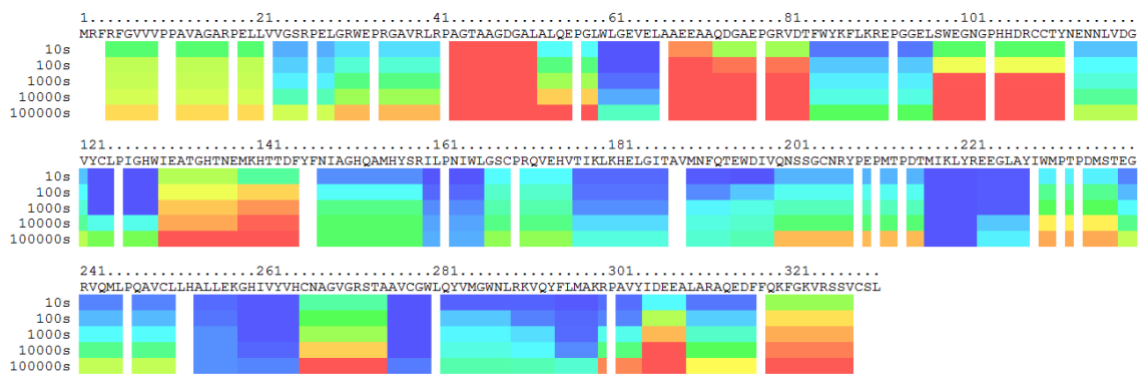 1...................21..................41..................61..................81..................101.................
MRFRFGVVVPPAVAGARPELLVVGSRPELGRWEPRGAVRLRPAGTAAGDGALALQEPGLWLGEVELAAEEAAQDGAEPGRVDTFWYKFLKREPGGELSWEGNGPHHDRCCTYNENNLVDG
10s
100s
1000s
10000s
100000s
121.................141.................161.................181.................201.................221.................
VYCLPIGHWIEATGHTNEMKHTTDFYFNIAGHQAMHYSRILPNIWLGSCPRQVEHVTIKLKHELGITAVMNFQTEWDIVQNSSGCNRYPEPMTPDTMIKLYREEGLAYIWMPTPDMSTEG
10s
100s
1000s
10000s
100000s
241.................261.................281.................301.................321........
RVQMLPQAVCLLHALLEKGHIVYVHCNAGVGRSTAAVCGWLQYVMGWNLRKVQYFLMAKRPAVYIDEEALARAQEDFFQKFGKVRSSVCSL
10s
100s
1000s
10000s
100000s